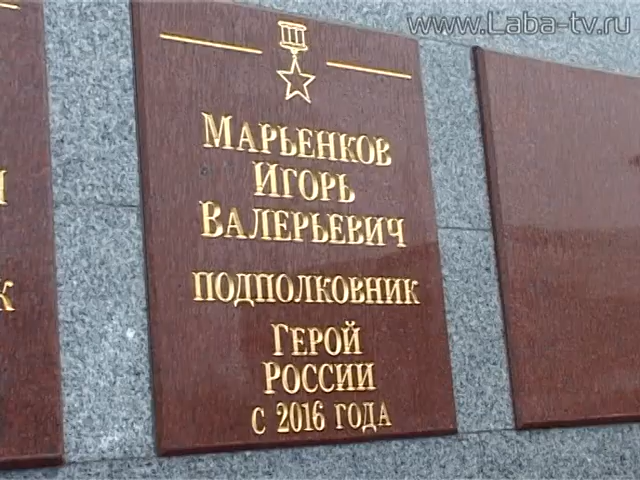 www.Laba-tv.ru
МАРЬЕНКОВ
ИГОРЬ
ВАЛЕРЬЕВИЧ
ПОДПОЛКОВНИК
ГЕРОЙ
РОССИИ
С 2016 ГОДА
К